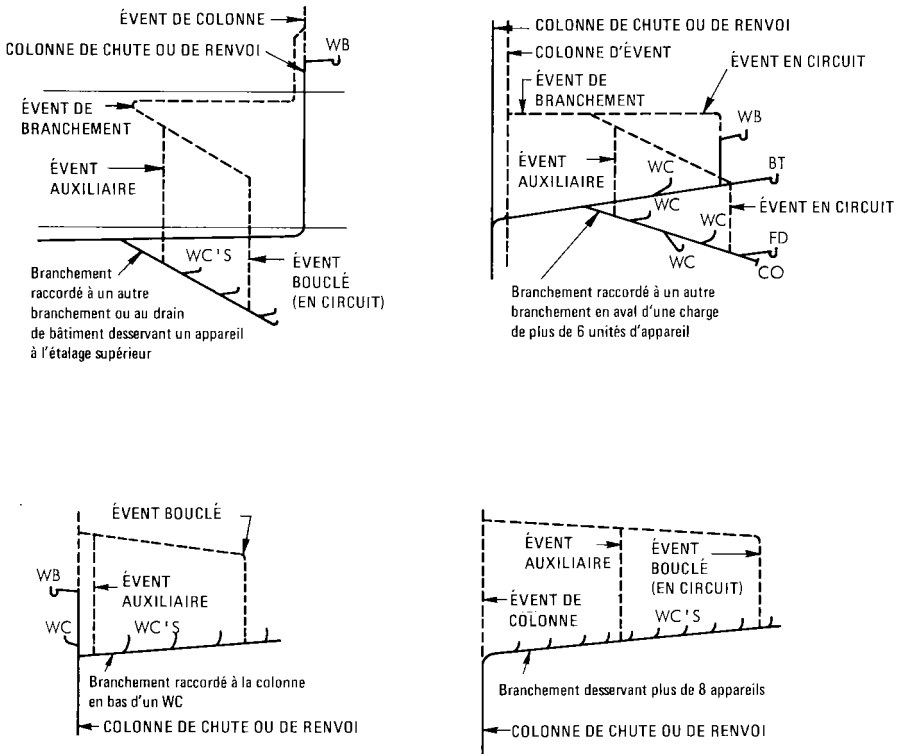 ÉVENT DE COLONNE
COLONNE DE CHUTE OU DE RENVOI
WB
ÉVENT DE
BRANCHEMENT
ÉVENT
AUXILIAIRE
WC'S
ÉVENT
BOUCLÉ
(EN CIRCUIT)
Branchement
raccordé à un autre
branchement ou au drain
de bâtiment desservant un appareil
à l'étalage supérieur
COLONNE DE CHUTE OU DE RENVOI
COLONNE D'ÉVENT
ÉVENT DE
BRANCHEMENT
ÉVENT EN CIRCUIT
WB
ÉVENT
AUXILIAIRE
WC
BT
WC
WC
ÉVENT EN CIRCUIT
WC
FD
CO
Branchement raccordé à un autre
branchement en aval d'une charge
de plus de 6 unités d'appareil
ÉVENT BOUCLÉ
WB
ÉVENT
AUXILIAIRE
WC
WC'S
Branchement raccordé à la colonne
en bas d'un WC
COLONNE DE CHUTE OU DE RENVOI
ÉVENT
AUXILIAIRE
ÉVENT
BOUCLÉ
(EN CIRCUIT)
ÉVENT DE
COLONNE
WC'S
Branchement desservant plus de 8 appareils
COLONNE DE CHUTE OU DE RENVOI